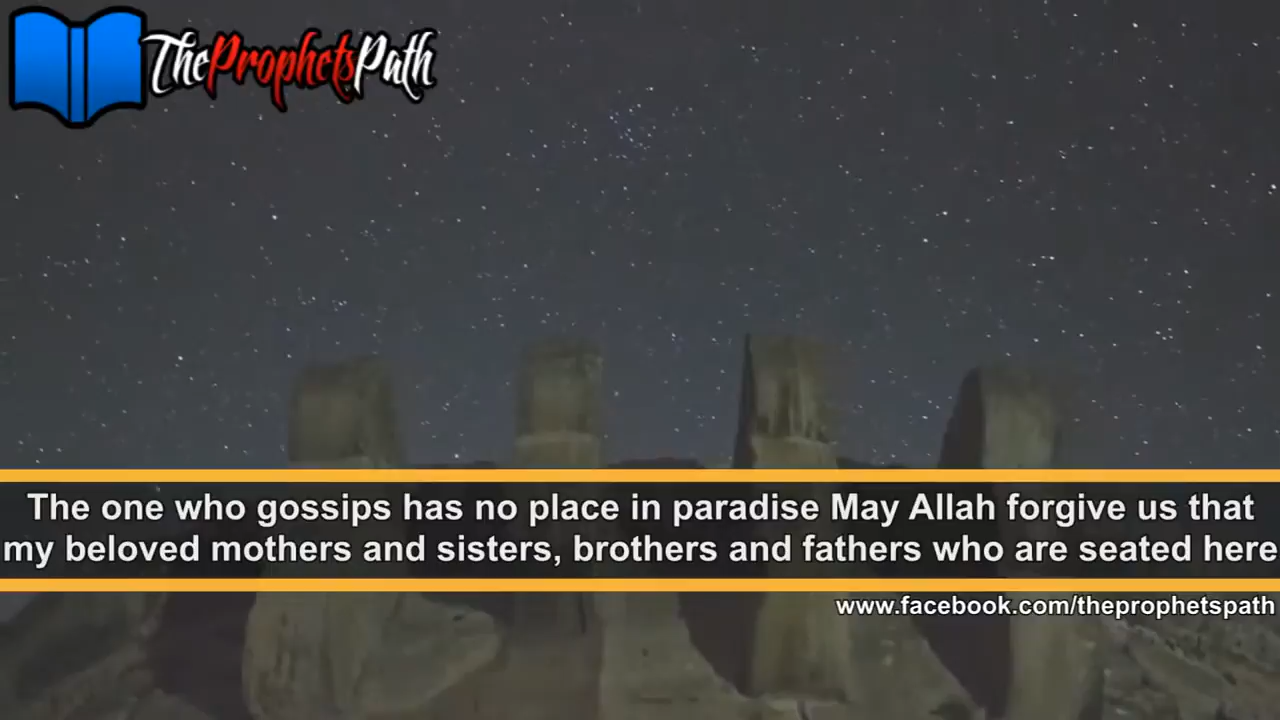 TheProphetsPath
The one who gossips has no place in paradise May Allah forgive us that
my beloved mothers and sisters, brothers and fathers who are seated here
www.facebook.com/theprophetspath